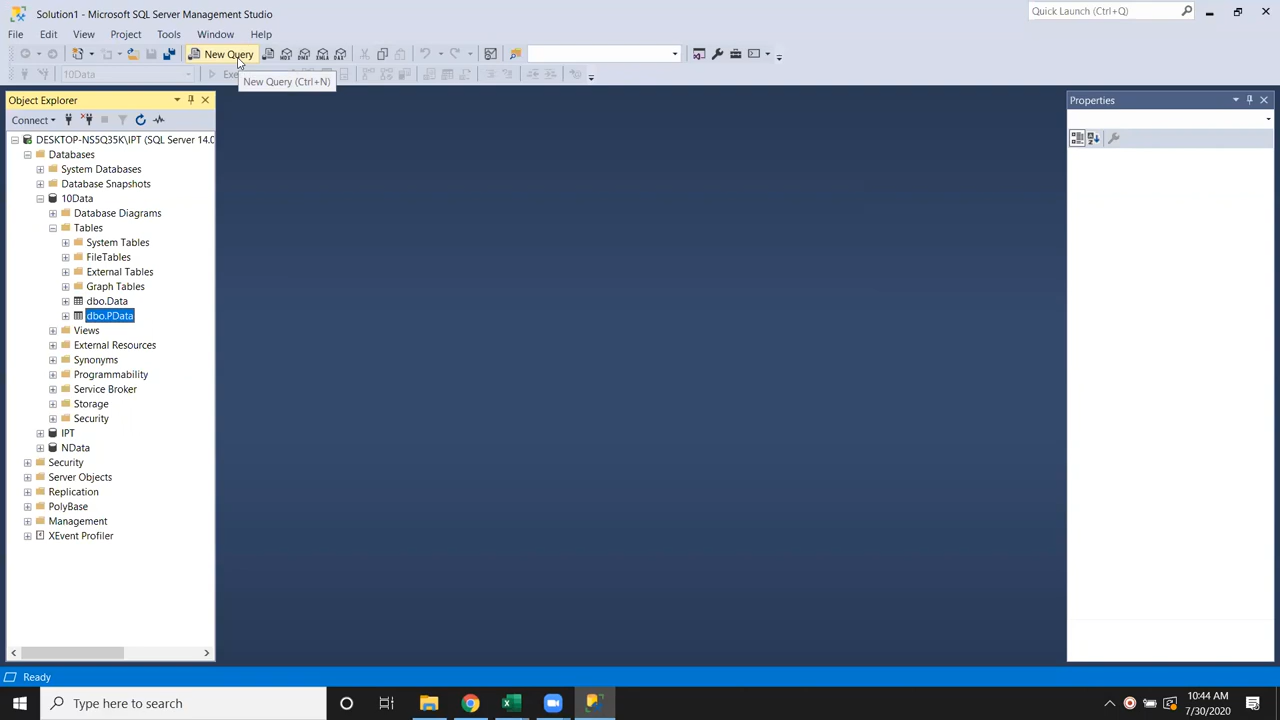 Solution1 - Microsoft SQL Server Management Studio
Quick Launch (Ctrl+Q)
File Edit View Project Tools Window Help
New Query
MDX DMX XMLA DAX
10Data
New Query (Ctrl+N)
Object Explorer
Properties
Connect
DESKTOP-NS5Q35K\IPT (SQL Server 14.0
Databases
System Databases
Database Snapshots
10Data
Database Diagrams
Tables
System Tables
FileTables
External Tables
Graph Tables
dbo.Data
dbo.PData
Views
External Resources
Synonyms
Programmability
Service Broker
Storage
Security
IPT
NData
Security
Server Objects
Replication
PolyBase
Management
XEvent Profiler
Ready
Type here to search
10:44 AM
7/30/2020